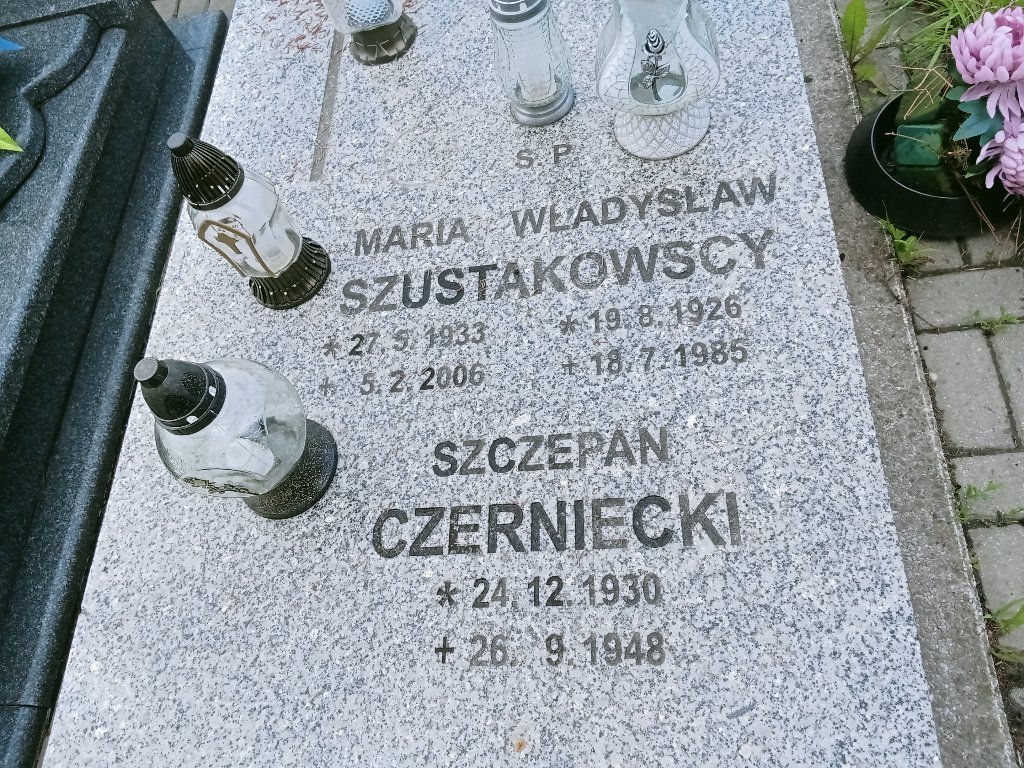 S. P.
MARIA WŁADYSŁAW
SZUSTAKOWSCY
* 27. 5. 1933 * 19. 8. 1926
+ 5. 2. 2006 + 18. 7. 1985
SZCZEPAN
CZERNIECKI
* 24. 12. 1930
+ 26. 9. 1948